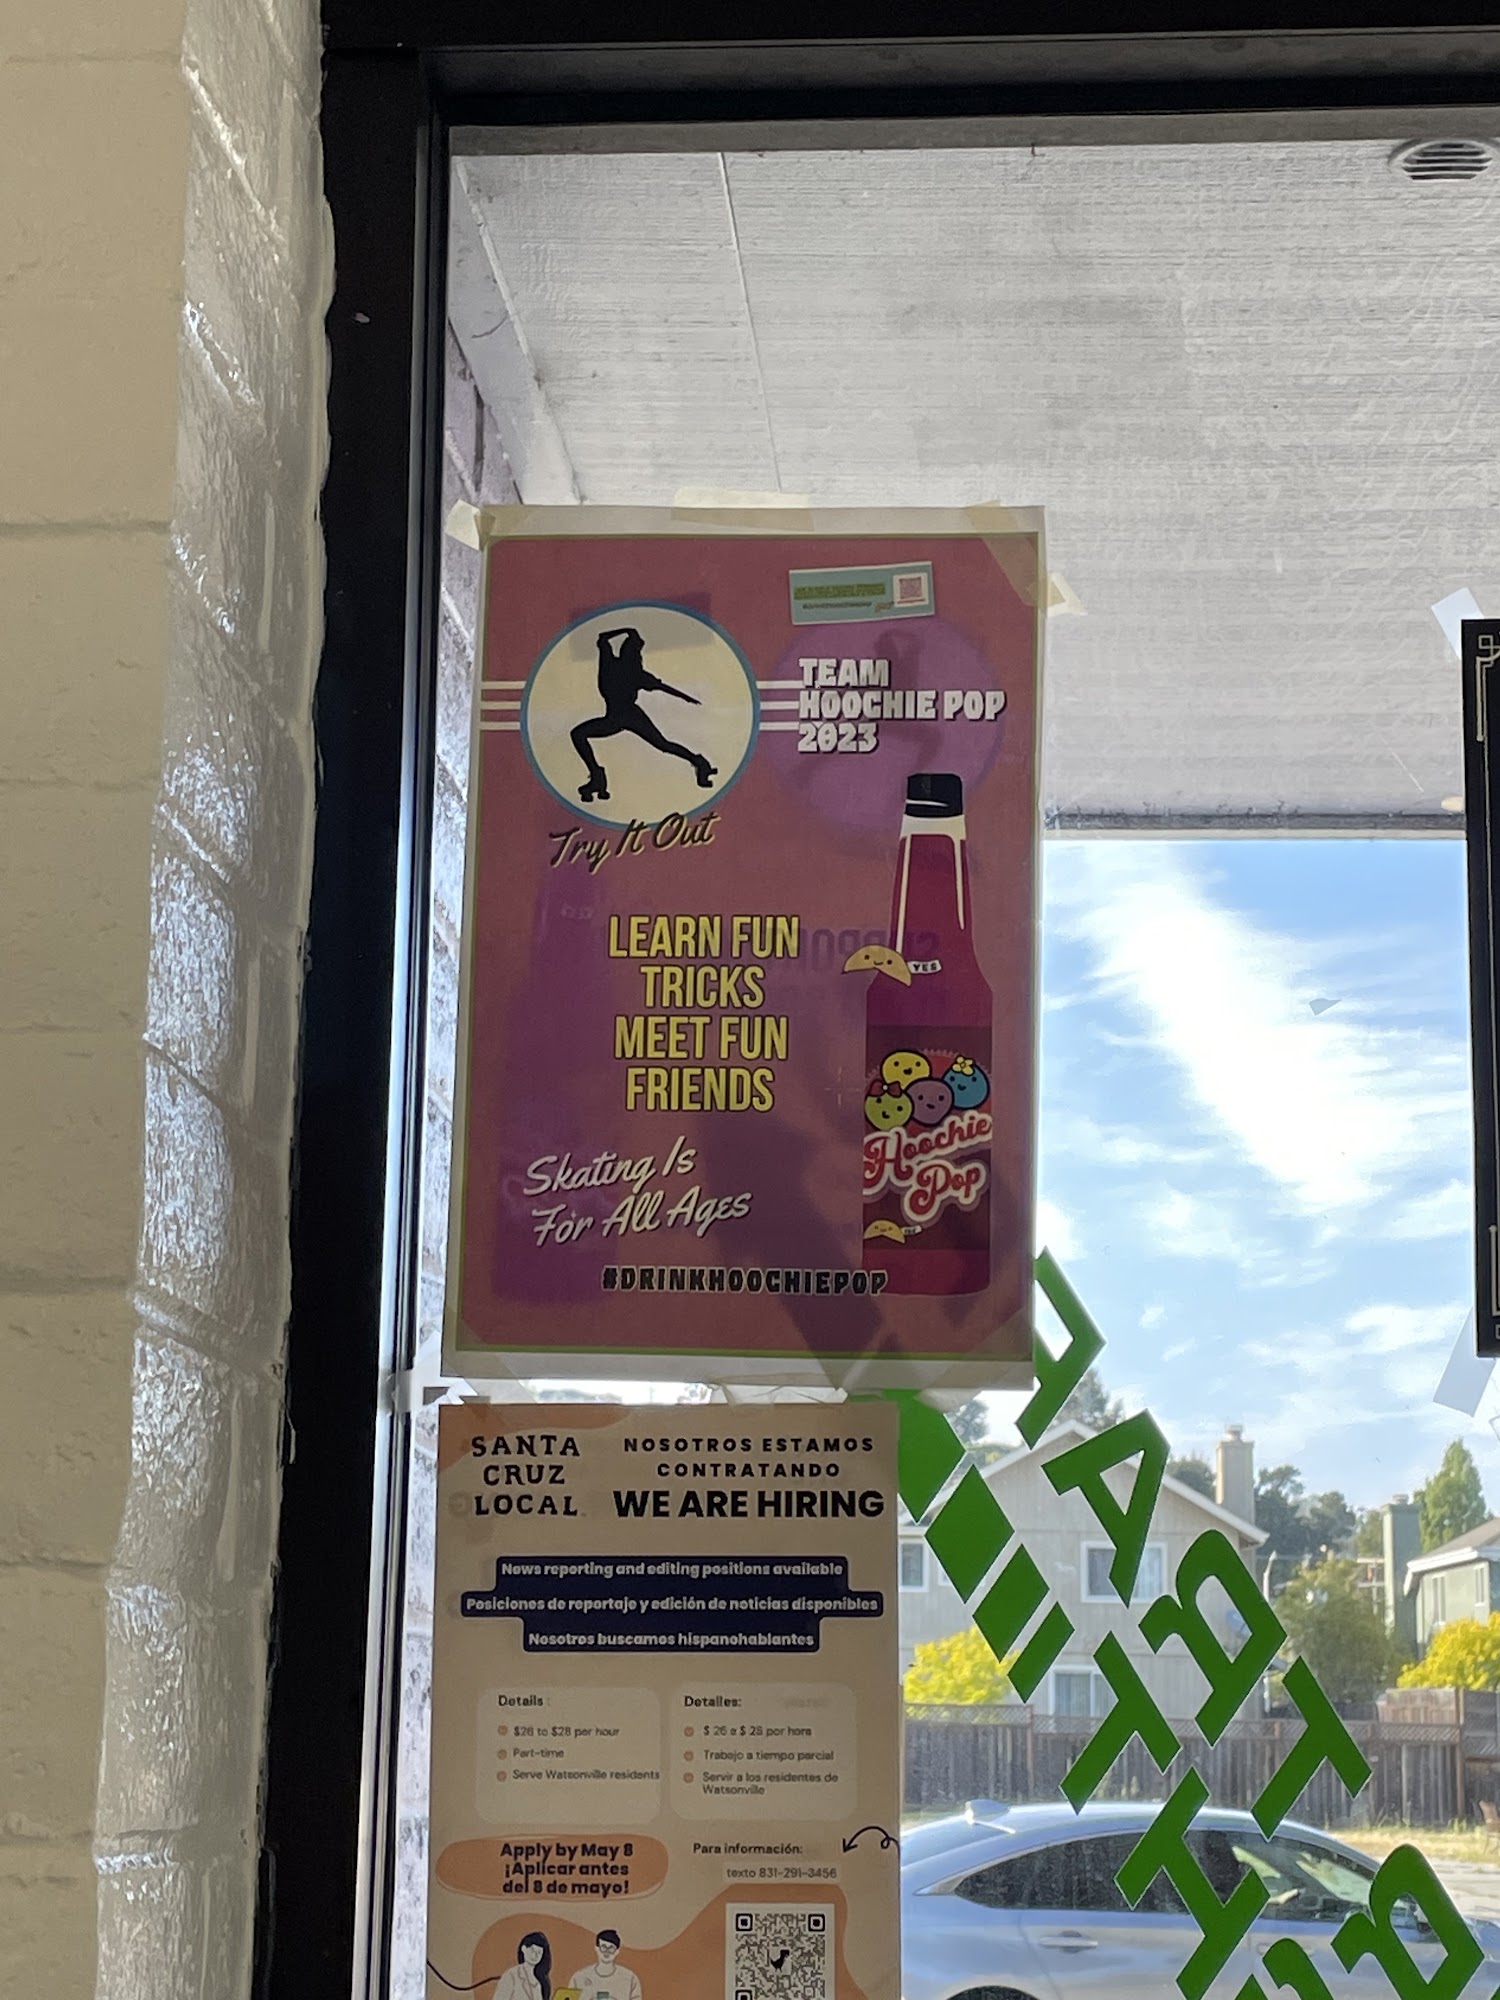 TEAM
HOOCHIE POP
2023
Try It Out
LEARN FUN
TRICKS
MEET FUN
FRIENDS
YES
Hoochie
Pop
Skating Is
For All Ages
#DRINKHOOCHIEPOP
SANTA
CRUZ
LOCAL
NOSOTROS ESTAMOS
CONTRATANDO
WE ARE HIRING
News reporting and editing positions available
Posiciones de reportaje y edición de noticias disponibles
Nosotros buscamos hispanohablantes
Details
$26 to $28 per hour
Part-time
Serve Watsonville residents
Detalles:
$ 26 a $ 28 por hora
Trabajo a tiempo parcial
Servir a los residentes de
Watsonville
Apply by May 8
¡Aplicar antes
del 8 de mayo!
Para información:
texto 831-291-3456